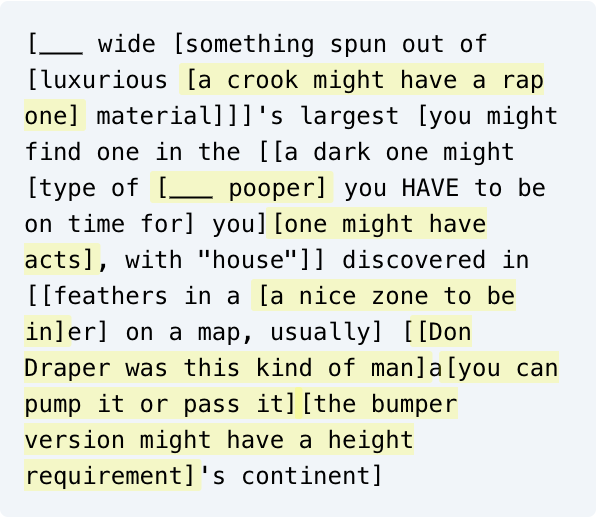 [___ wide [something spun out of
[luxurious [a crook might have a rap
one] material]]]'s largest [you might
find one in the [[a dark one might
[type of [___ pooper] you HAVE to be
on time for] you][one might have
acts], with "house"]] discovered in
[[feathers in a [a nice zone to be
in]er] on a map, usually] [[Don
Draper was this kind of man]a[you can
pump it or pass it][the bumper
version might have a height
requirement]'s continent]